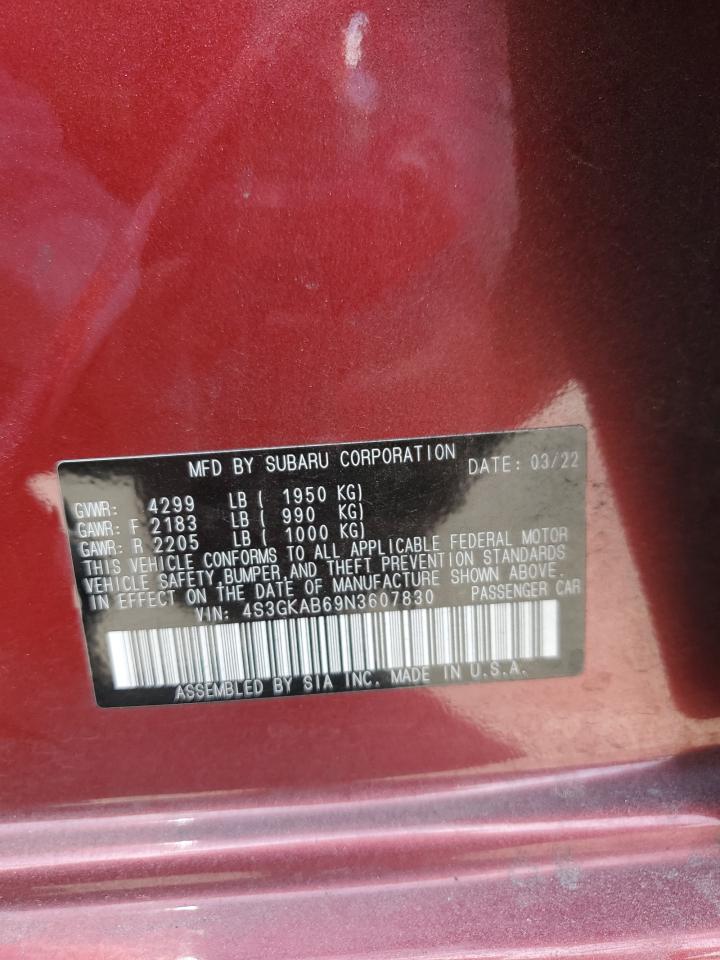 MFD BY SUBARU CORPORATION DATE: 03/22
GVWR: 4299 LB ( 1950 KG)
GAWR: F 2183 LB ( 990 KG)
GAWR: R 2205 LB ( 1000 KG)
THIS VEHICLE CONFORMS TO ALL APPLICABLE FEDERAL MOTOR
VEHICLE SAFETY,BUMPER,AND THEFT PREVENTION STANDARDS
IN EFFECT ON THE DATE OF MANUFACTURE SHOWN ABOVE.
VIN: 4S3GKAB69N3607830 PASSENGER CAR
ASSEMBLED BY SIA INC. MADE IN U.S.A.